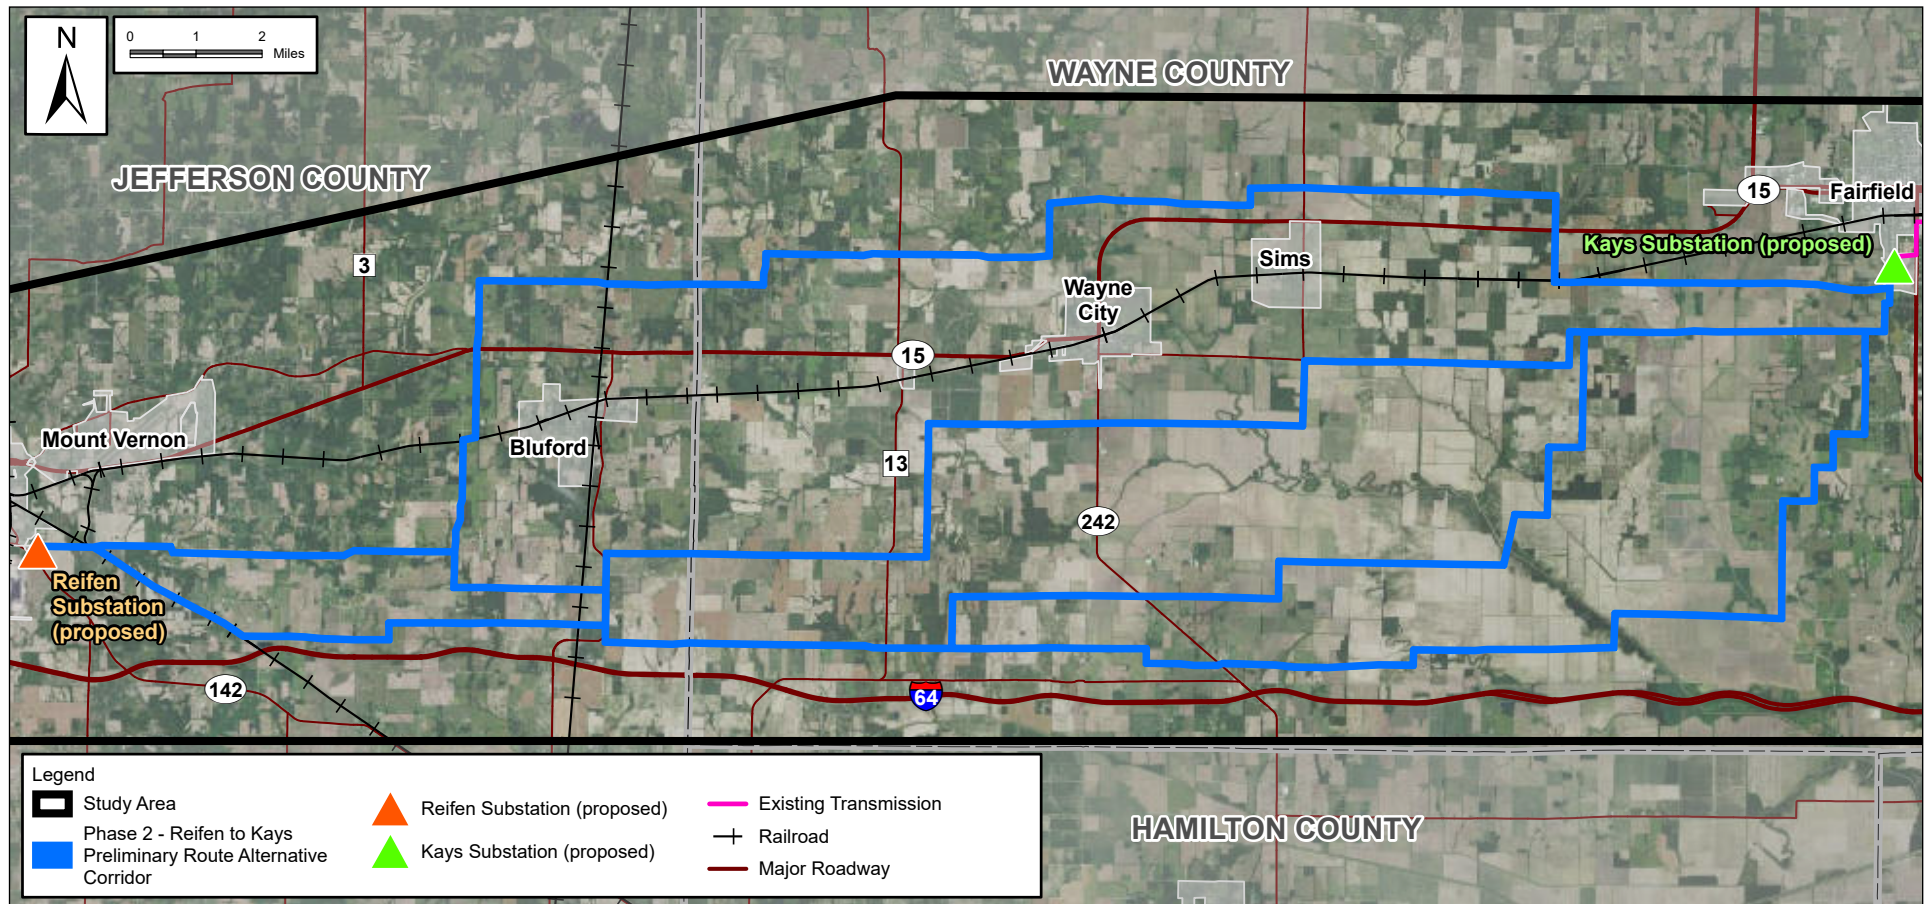 N
0 1 2
Miles
WAYNE COUNTY
JEFFERSON COUNTY
15
Fairfield
Kays Substation (proposed)
3
Sims
Wayne
City
15
Mount Vernon
Bluford
13
242
Reifen
Substation
(proposed)
142
64
Legend
Study Area
Phase 2 - Reifen to Kays
Preliminary Route Alternative
Corridor
Reifen Substation (proposed)
Kays Substation (proposed)
Existing Transmission
Railroad
Major Roadway
HAMILTON COUNTY